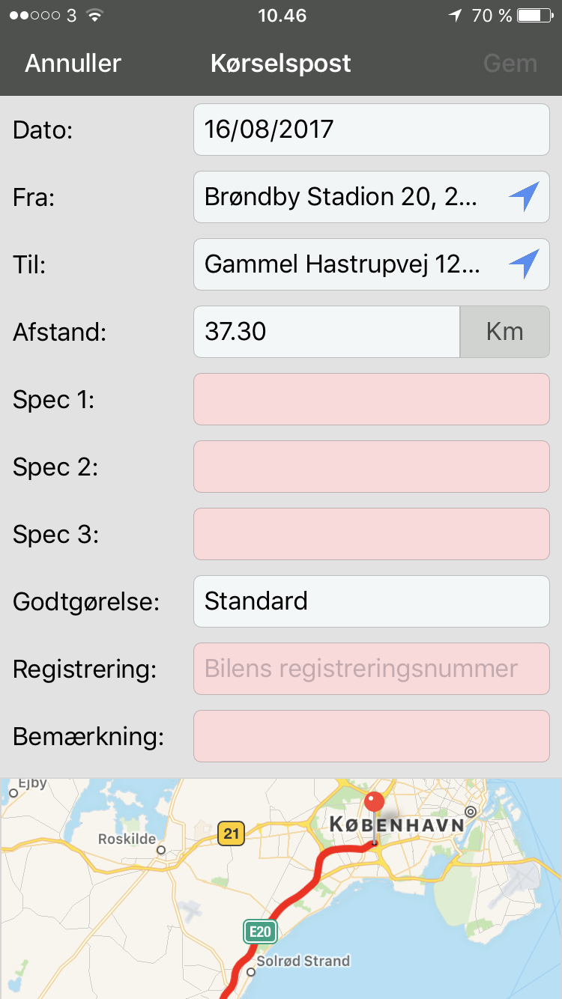 3 10.46 70 %
Annuller Kørselspost Gem
Dato: 16/08/2017
Fra: Brøndby Stadion 20, 2...
Til: Gammel Hastrupvej 12...
Afstand: 37.30 Km
Spec 1:
Spec 2:
Spec 3:
Godtgørelse: Standard
Registrering: Bilens registreringsnummer
Bemærkning:
Ejby
KØBENHAVN
21
Roskilde
E20
Solrød Strand